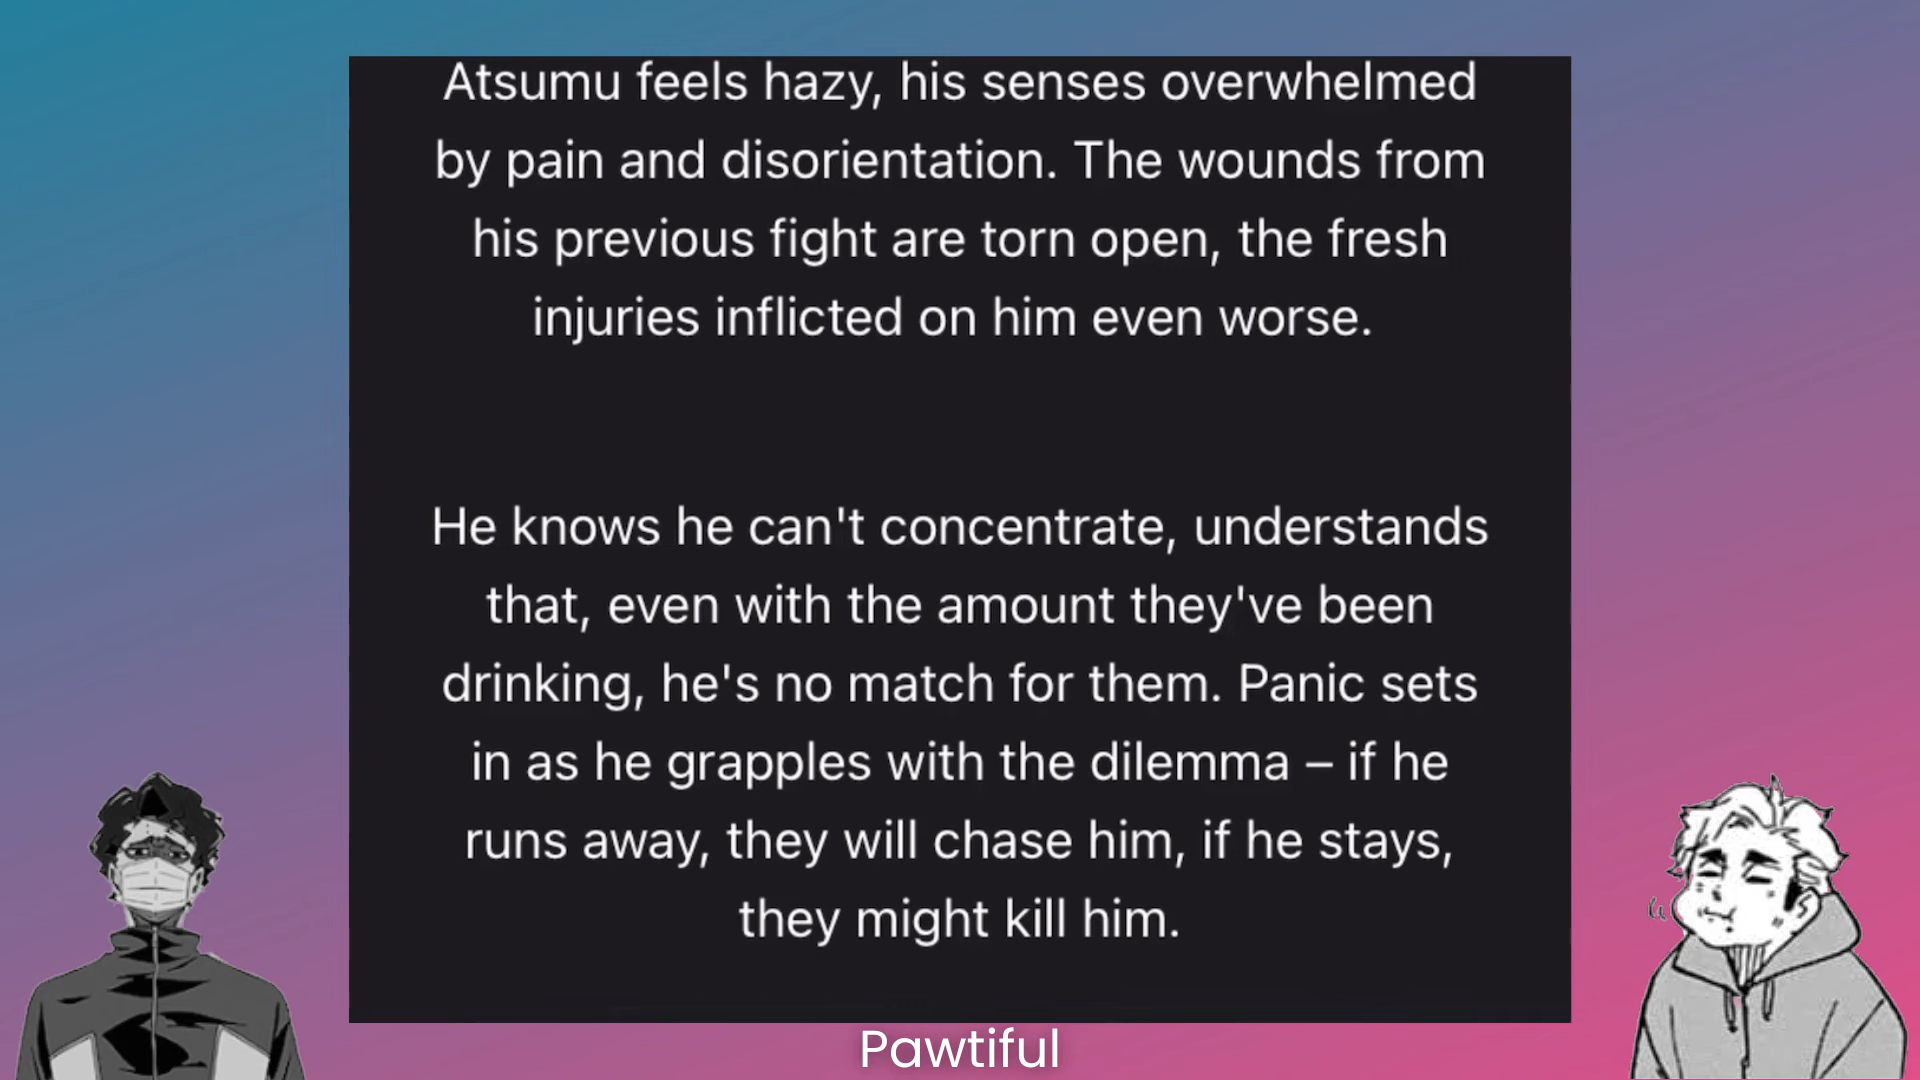 Atsumu feels hazy, his senses overwhelmed
by pain and disorientation. The wounds from
his previous fight are torn open, the fresh
injuries inflicted on him even worse.
He knows he can't concentrate, understands
that, even with the amount they've been
drinking, he's no match for them. Panic sets
in as he grapples with the dilemma – if he
runs away, they will chase him, if he stays,
they might kill him.
Pawtiful